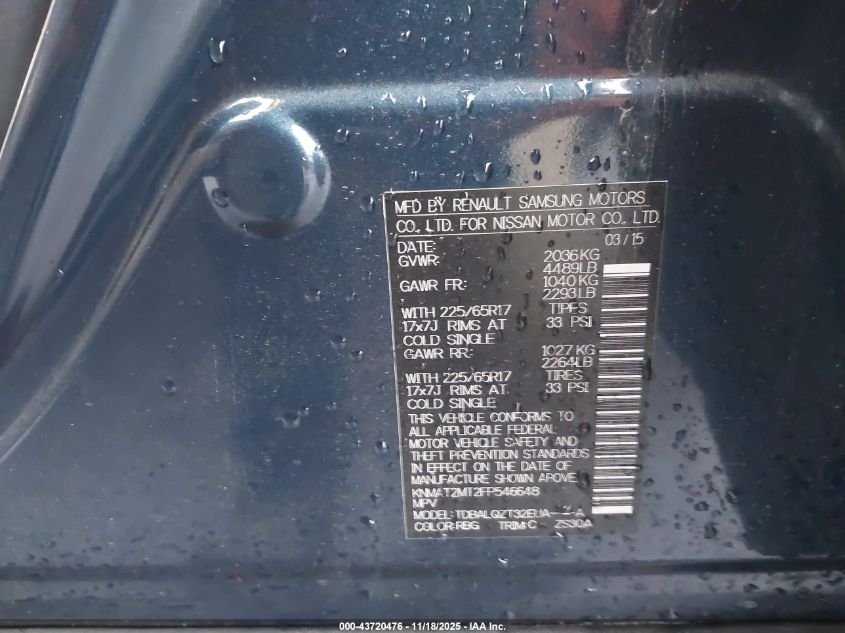 MFD BY RENAULT SAMSUNG MOTORS
CO., LTD. FOR NISSAN MOTOR CO., LTD.
DATE: 03/15
GVWR: 2036KG
4489LB
GAWR FR: 1040KG
2293LB
WITH 225/65R17 TIRES
17x7J RIMS AT 33 PSI
COLD SINGLE
GAWR RR: 1027KG
2264LB
WITH 225/65R17 TIRES
17x7J RIMS AT 33 PSI
COLD SINGLE
THIS VEHICLE CONFORMS TO
ALL APPLICABLE FEDERAL
MOTOR VEHICLE SAFETY AND
THEFT PREVENTION STANDARDS
IN EFFECT ON THE DATE OF
MANUFACTURE SHOWN ABOVE
KNMAT2MT2FP546648
MPV
MODEL: TDBALQZT32EUA---A
COLOR:RBG TRIM:C ZS30A
000-43720476 - 11/18/2025 - IAA Inc.